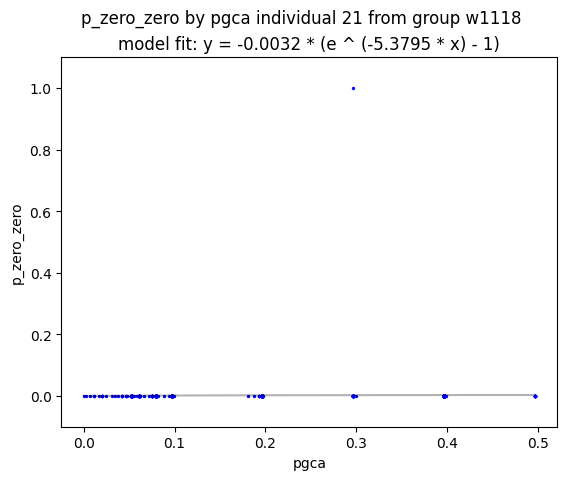 p_zero_zero by pgca individual 21 from group w1118
model fit: y = -0.0032 * (e ^ (-5.3795 * x) - 1)
1.0
0.8
0.6
0.4
0.2
0.0
p_zero_zero
0.0 0.1 0.2 0.3 0.4 0.5
pgca